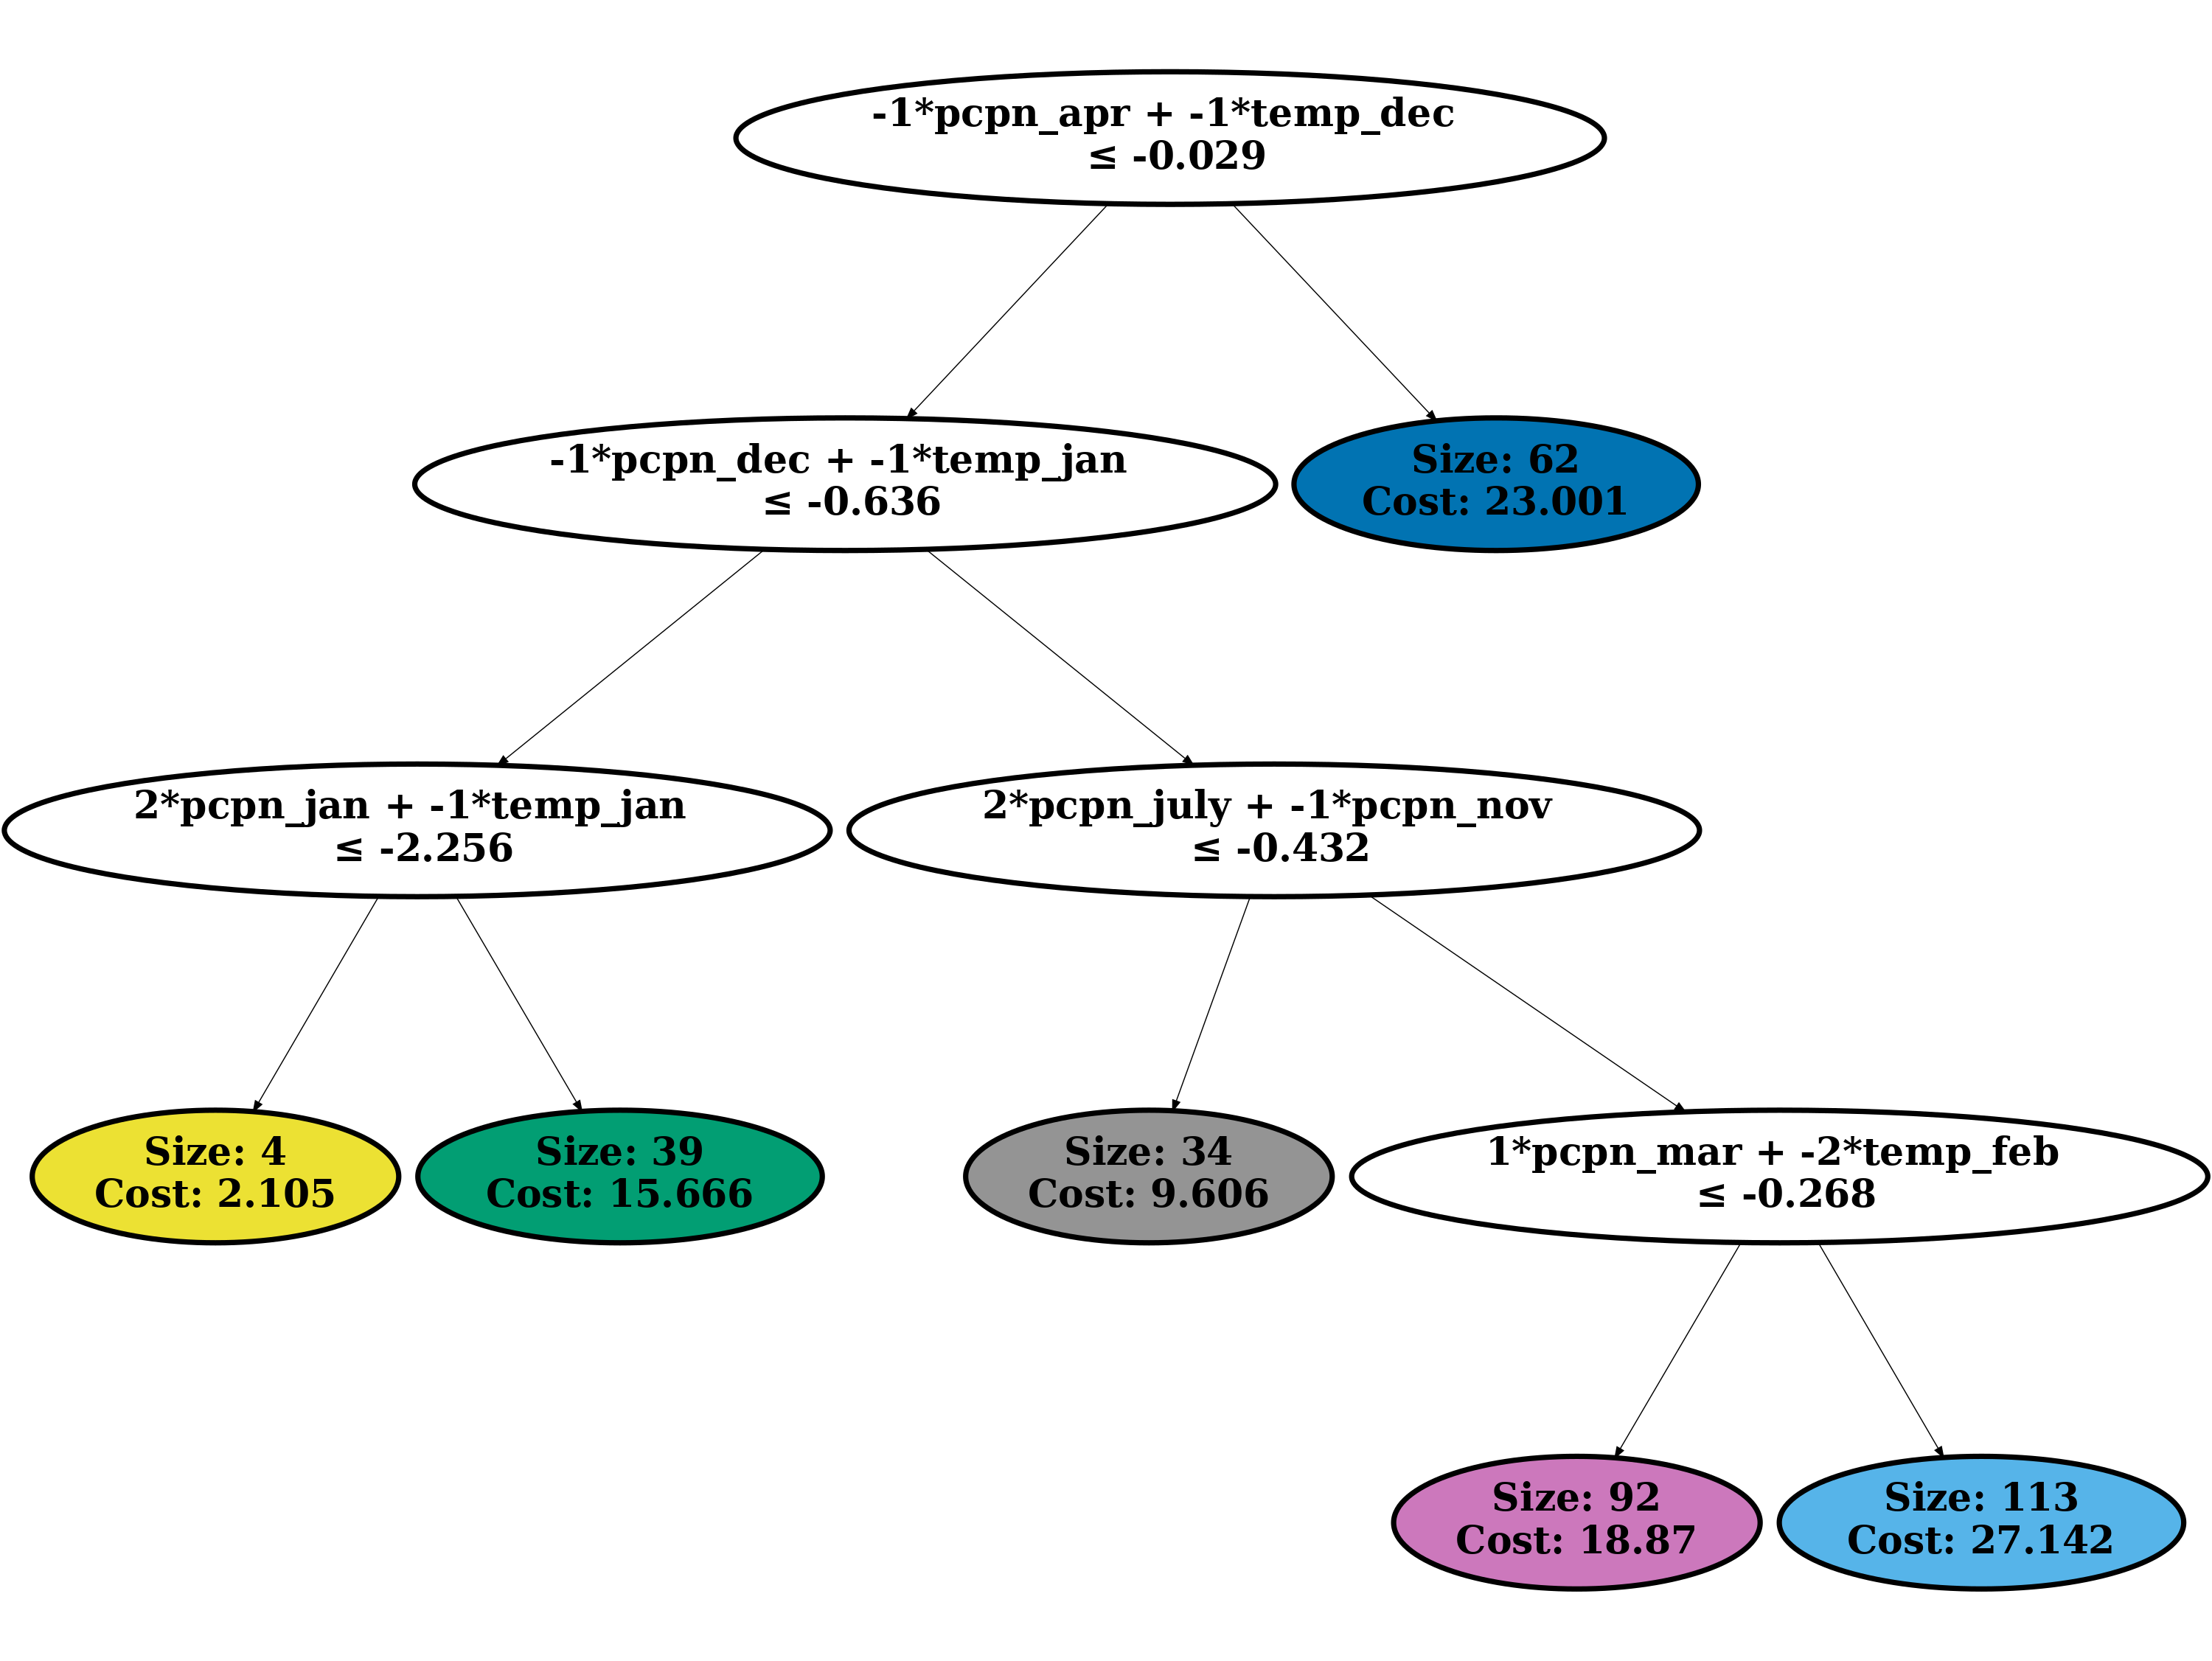 -1*pcpn_apr + -1*temp_dec
≤ -0.029
-1*pcpn_dec + -1*temp_jan
≤ -0.636
Size: 62
Cost: 23.001
2*pcpn_jan + -1*temp_jan
≤ -2.256
2*pcpn_july + -1*pcpn_nov
≤ -0.432
Size: 4
Cost: 2.105
Size: 39
Cost: 15.666
Size: 34
Cost: 9.606
1*pcpn_mar + -2*temp_feb
≤ -0.268
Size: 92
Cost: 18.87
Size: 113
Cost: 27.142